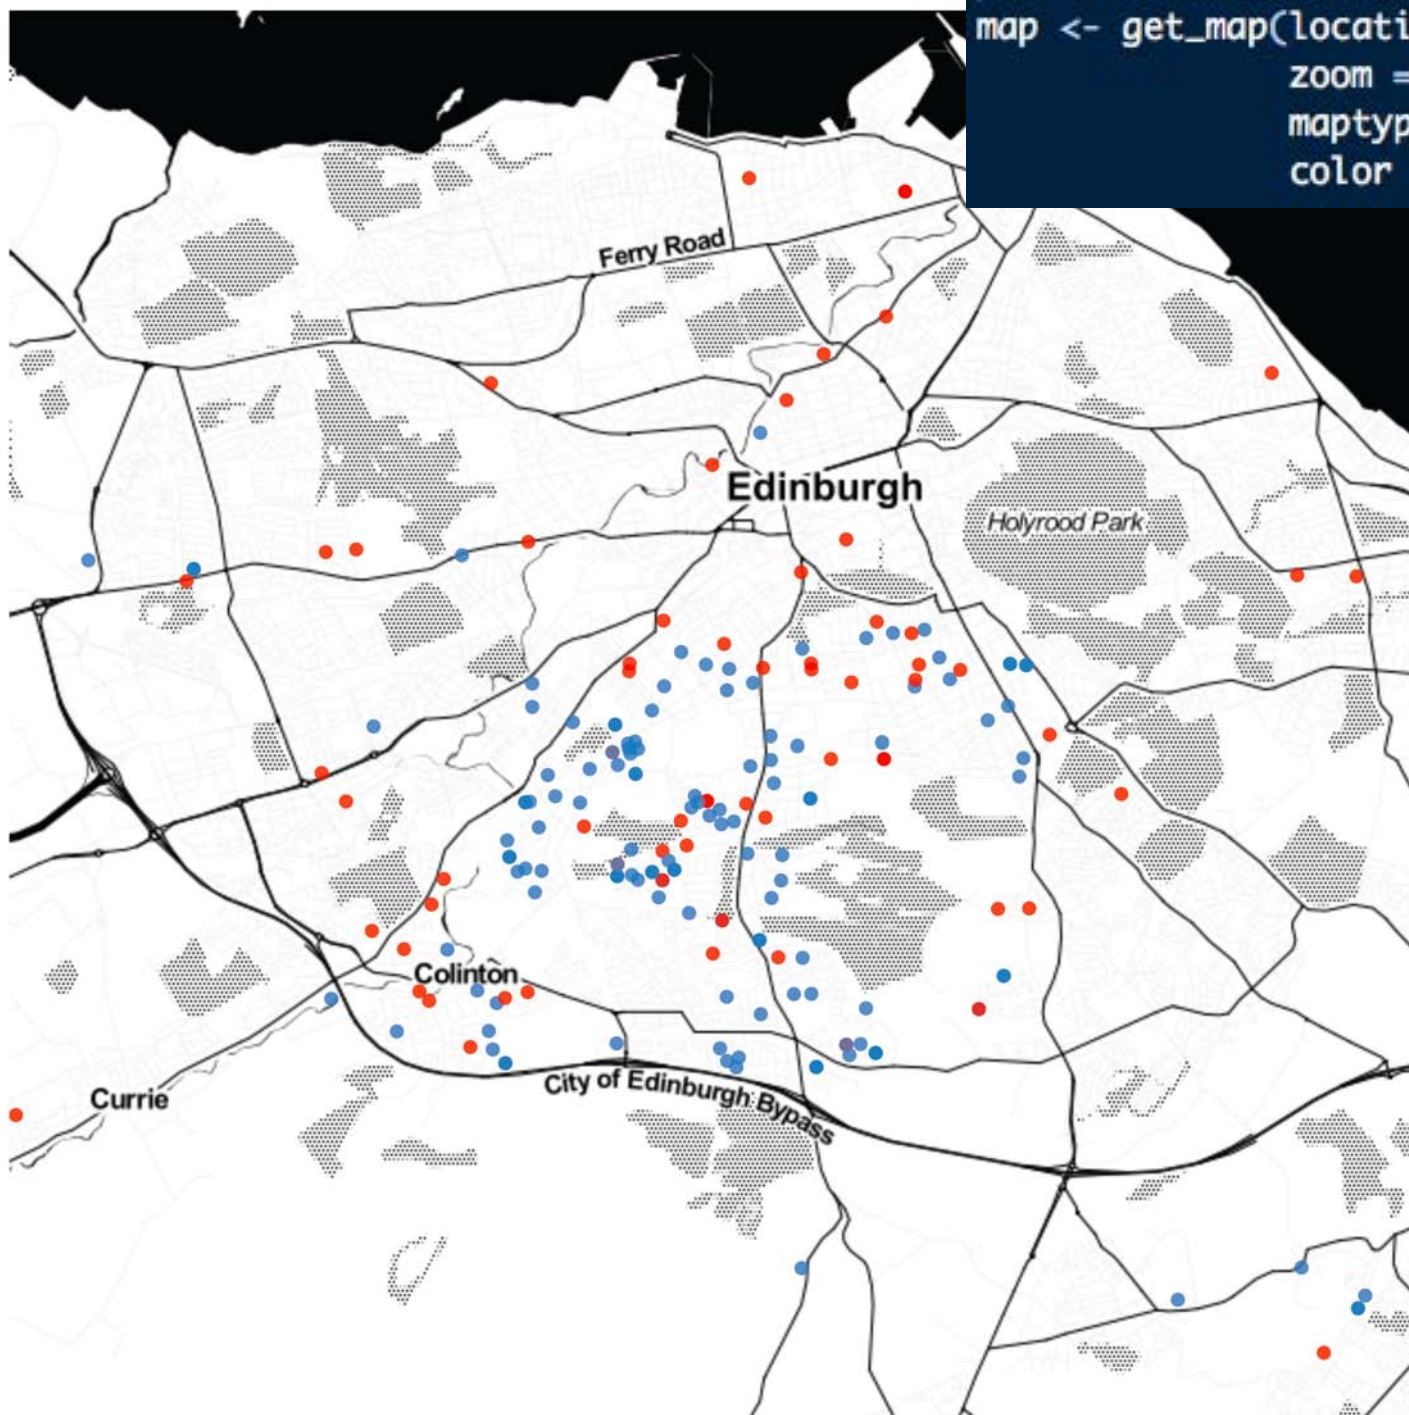 map <- get_map(locati
zoom =
maptyp
color
Ferry Road
Edinburgh
Holyrood Park
Colinton
Currie
City of Edinburgh Bypass